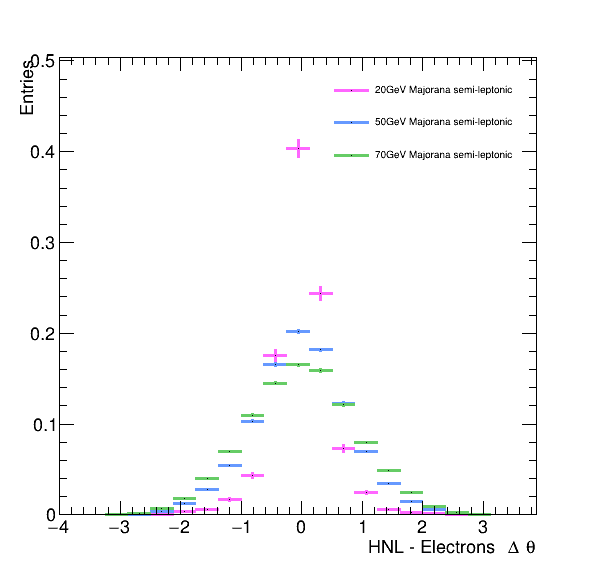 Entries
0.5
0.4
0.3
0.2
0.1
0
20GeV Majorana semi-leptonic
50GeV Majorana semi-leptonic
70GeV Majorana semi-leptonic
−4 −3 −2 −1 0 1 2 3
HNL - Electrons Δ θ